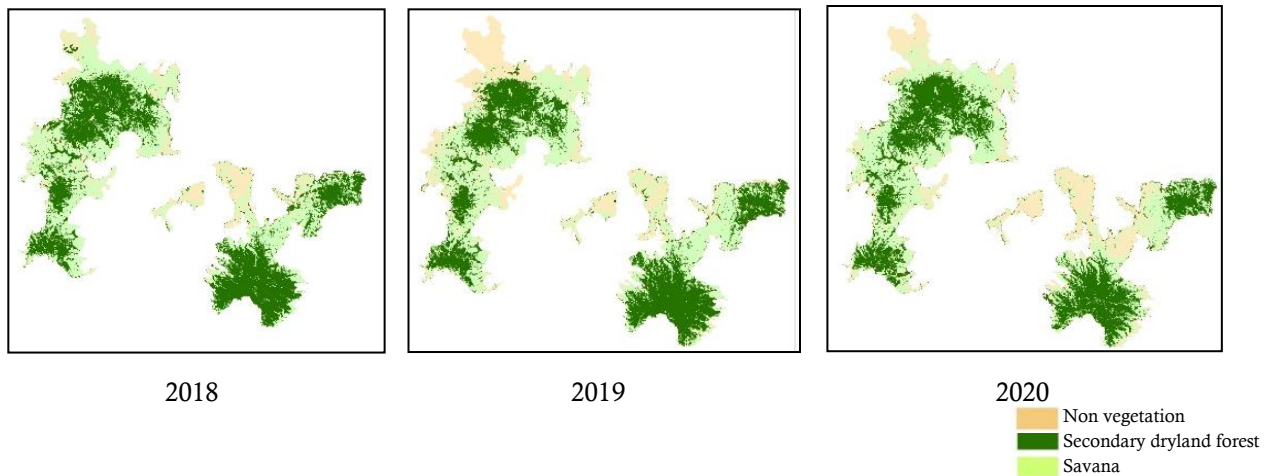 2018
2019
2020
Non vegetation
Secondary dryland forest
Savana